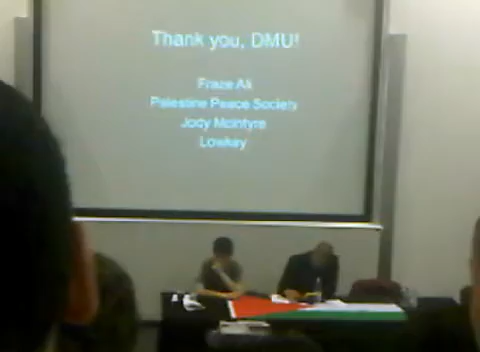 Thank you, DMU!
Fraze Ali
Palestine Peace Society
Jody McIntyre
Lowkey